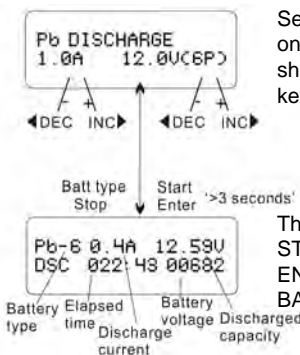 Pb DISCHARGE
1.0A 12.0V(6P)
- + - +
◀DEC INC▶ ◀DEC INC▶
Se
on
sh
ke
Batt type Start
Stop Enter '>3 seconds'
Pb-6 0.4A 12.59V
DSC 022:43 00682
Battery type
Elapsed time
Discharge current
Battery voltage
Discharged capacity
Th
ST
EN
BA